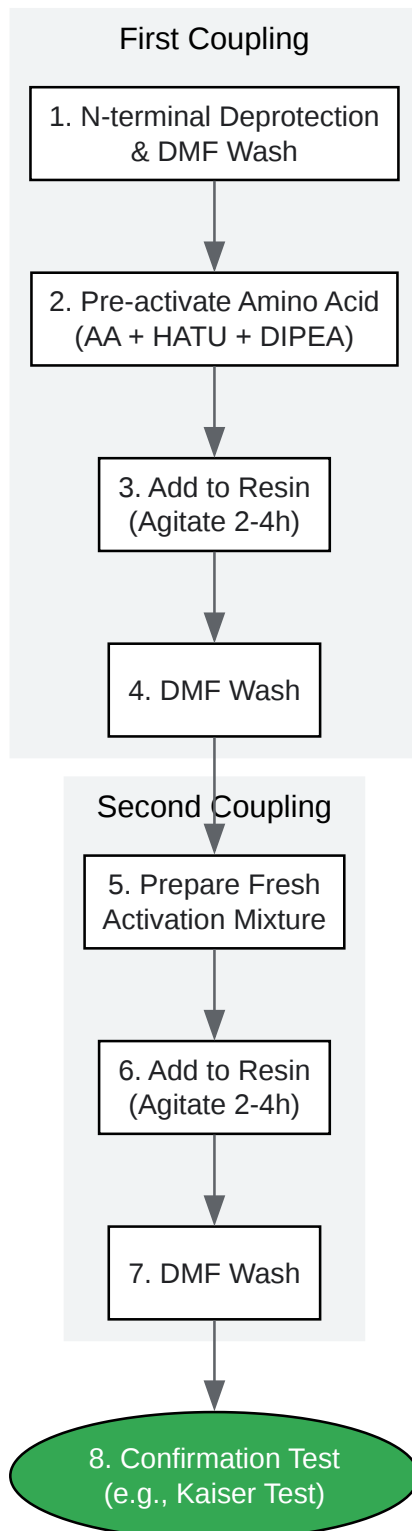 First Coupling
1. N-terminal Deprotection
& DMF Wash
2. Pre-activate Amino Acid
(AA + HATU + DIPEA)
3. Add to Resin
(Agitate 2-4h)
4. DMF Wash
Second Coupling
5. Prepare Fresh
Activation Mixture
6. Add to Resin
(Agitate 2-4h)
7. DMF Wash
8. Confirmation Test
(e.g., Kaiser Test)